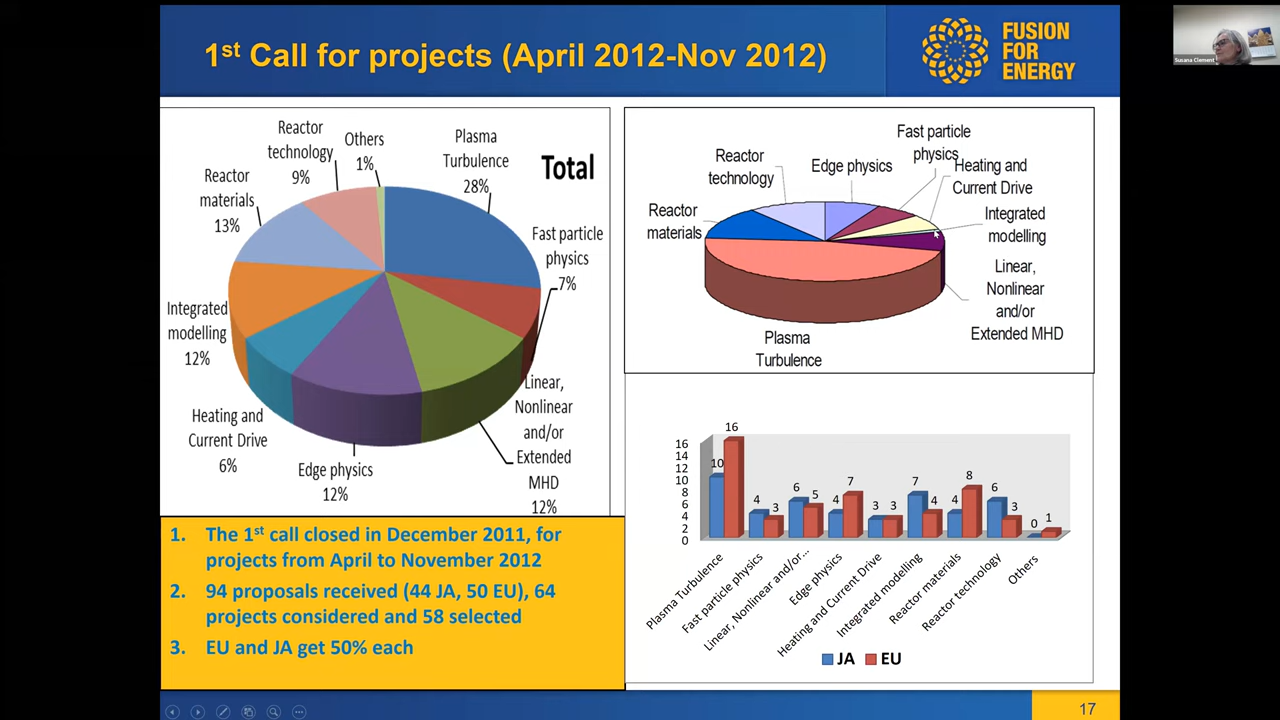 1st Call for projects (April 2012-Nov 2012)
FUSION
FOR
ENERGY
Susana Clement
Total
Plasma
Turbulence
28%
Fast particle
physics
7%
Linear,
Nonlinear
and/or
Extended
MHD
12%
Edge physics
12%
Heating and
Current Drive
6%
Integrated
modelling
12%
Reactor
materials
13%
Reactor
technology
9%
Others
1%
Edge physics
Fast particle
physics
Heating and
Current Drive
Integrated
modelling
Linear,
Nonlinear
and/or
Extended MHD
Plasma
Turbulence
Reactor
materials
Reactor
technology
1. The 1st call closed in December 2011, for
projects from April to November 2012
2. 94 proposals received (44 JA, 50 EU), 64
projects considered and 58 selected
3. EU and JA get 50% each
16
14
12
10
8
6
4
2
0
10 16
4 3
6 5
4 7
3 3
7 4
4 8
6 3
0 1
Plasma Turbulence
Fast particle physics
Linear, Nonlinear and/or...
Edge physics
Heating and Current Drive
Integrated modelling
Reactor materials
Reactor technology
Others
JA EU
17